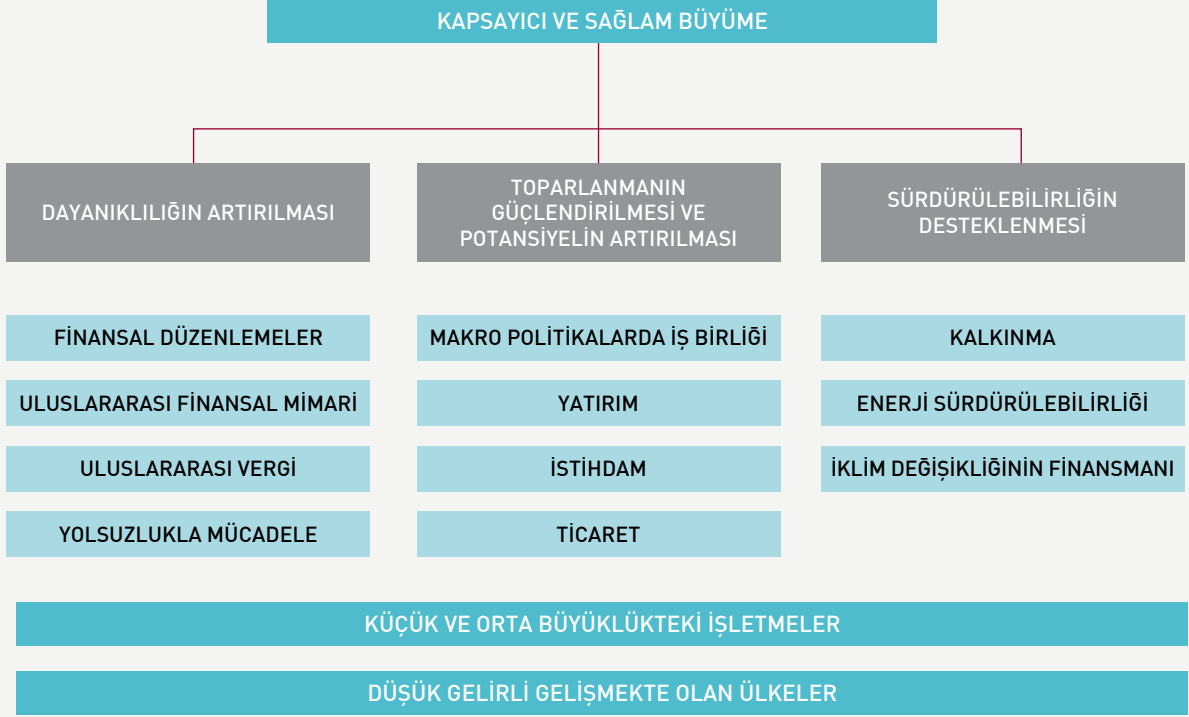 KAPSAYICI VE SAĞLAM BÜYÜME
DAYANIKLILIĞIN ARTIRILMASI
TOPARLANMANIN
GÜÇLENDİRİLMESİ VE
POTANSİYELİN ARTIRILMASI
SÜRDÜRÜLEBİLİRLİĞİN
DESTEKLENMESİ
FİNANSAL DÜZENLEMELER
ULUSLARARASI FİNANSAL MİMARİ
ULUSLARARASI VERGİ
YOLSUZLUKLA MÜCADELE
MAKRO POLİTİKALARDA İŞ BİRLİĞİ
YATIRIM
İSTİHDAM
TİCARET
KALKINMA
ENERJİ SÜRDÜRÜLEBİLİRLİĞİ
İKLİM DEĞİŞİKLİĞİNİN FİNANSMANI
KÜÇÜK VE ORTA BÜYÜKLÜKTEKİ İŞLETMELER
DÜŞÜK GELİRLİ GELİŞMEKTE OLAN ÜLKELER